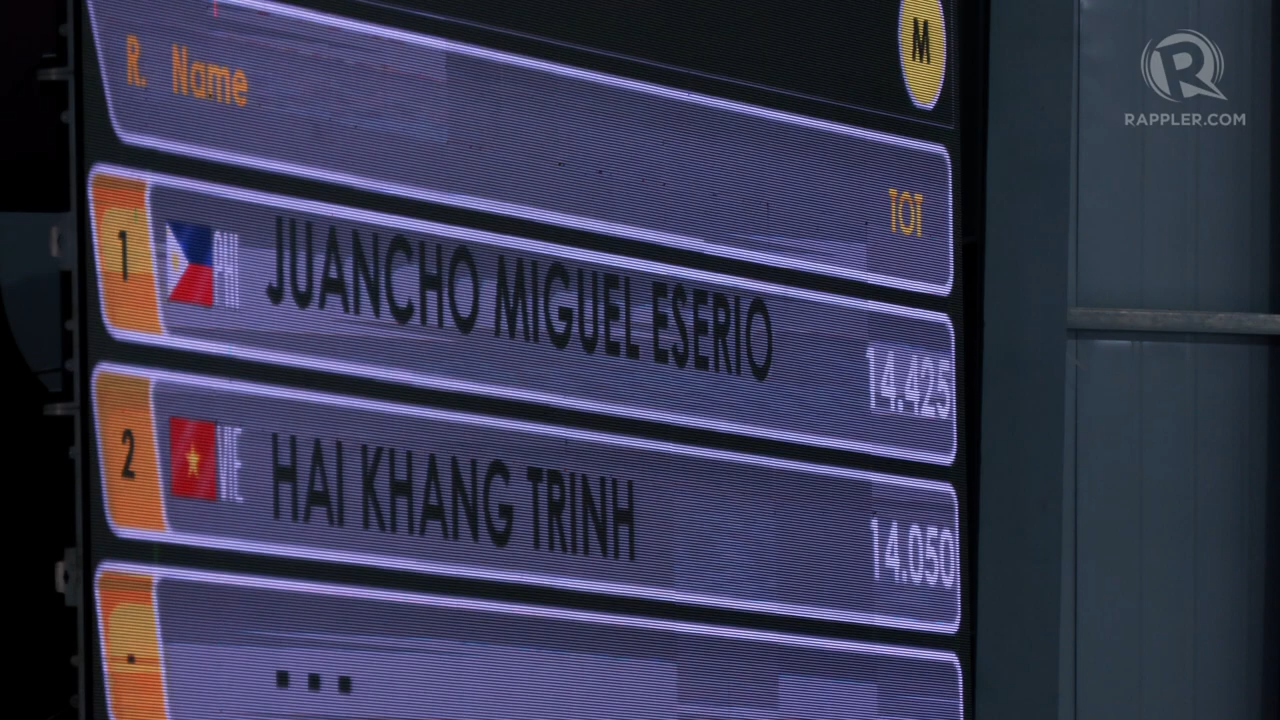 M
R RAPPLER.COM
R. Name TOT
1 PHI JUANCHO MIGUEL ESERIO 14.425
2 VIE HAI KHANG TRINH 14.050
- ...